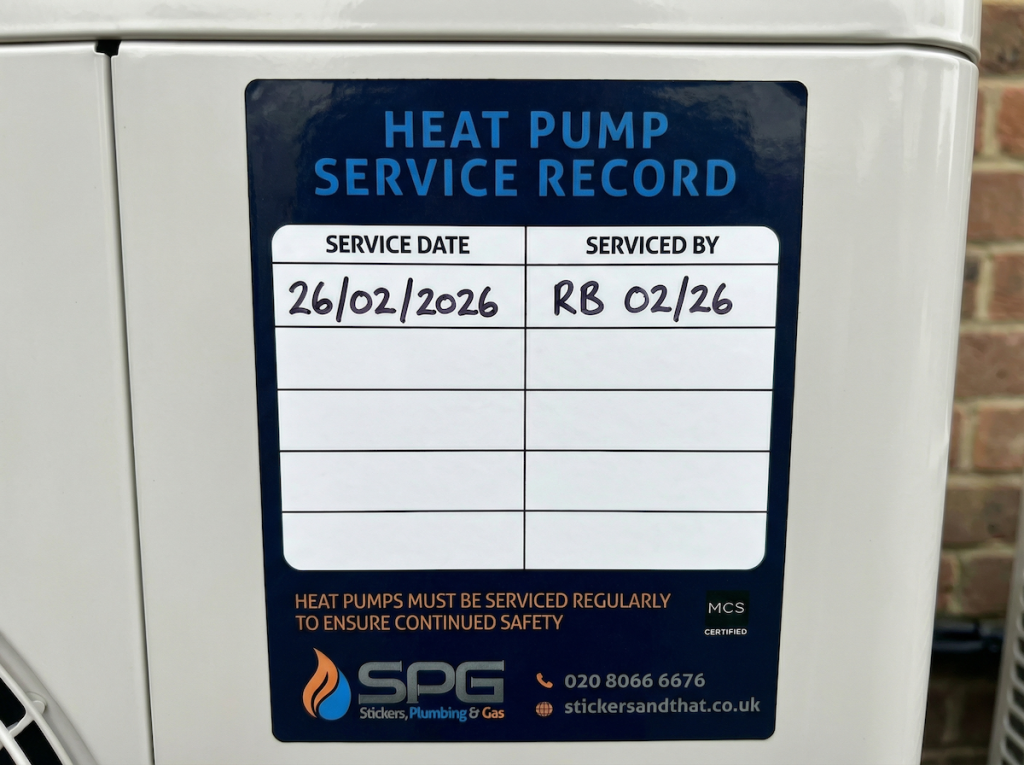 HEAT PUMP
SERVICE RECORD
SERVICE DATE SERVICED BY
26/02/2026 RB 02/26
HEAT PUMPS MUST BE SERVICED REGULARLY
TO ENSURE CONTINUED SAFETY
MCS
CERTIFIED
SPG
Stickers, Plumbing & Gas
020 8066 6676
stickersandthat.co.uk